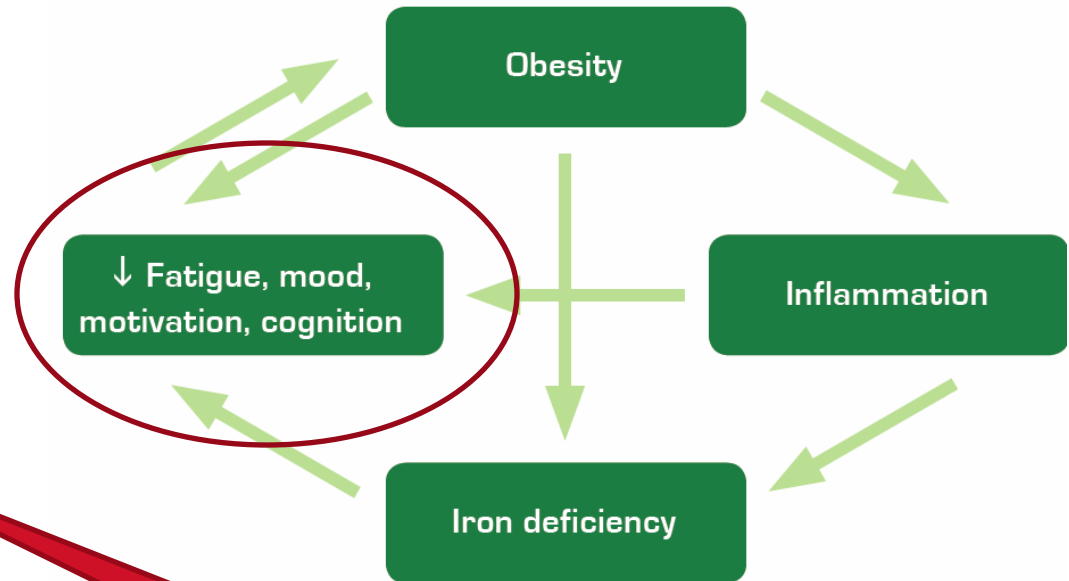 Obesity
↓ Fatigue, mood,
motivation, cognition
Inflammation
Iron deficiency